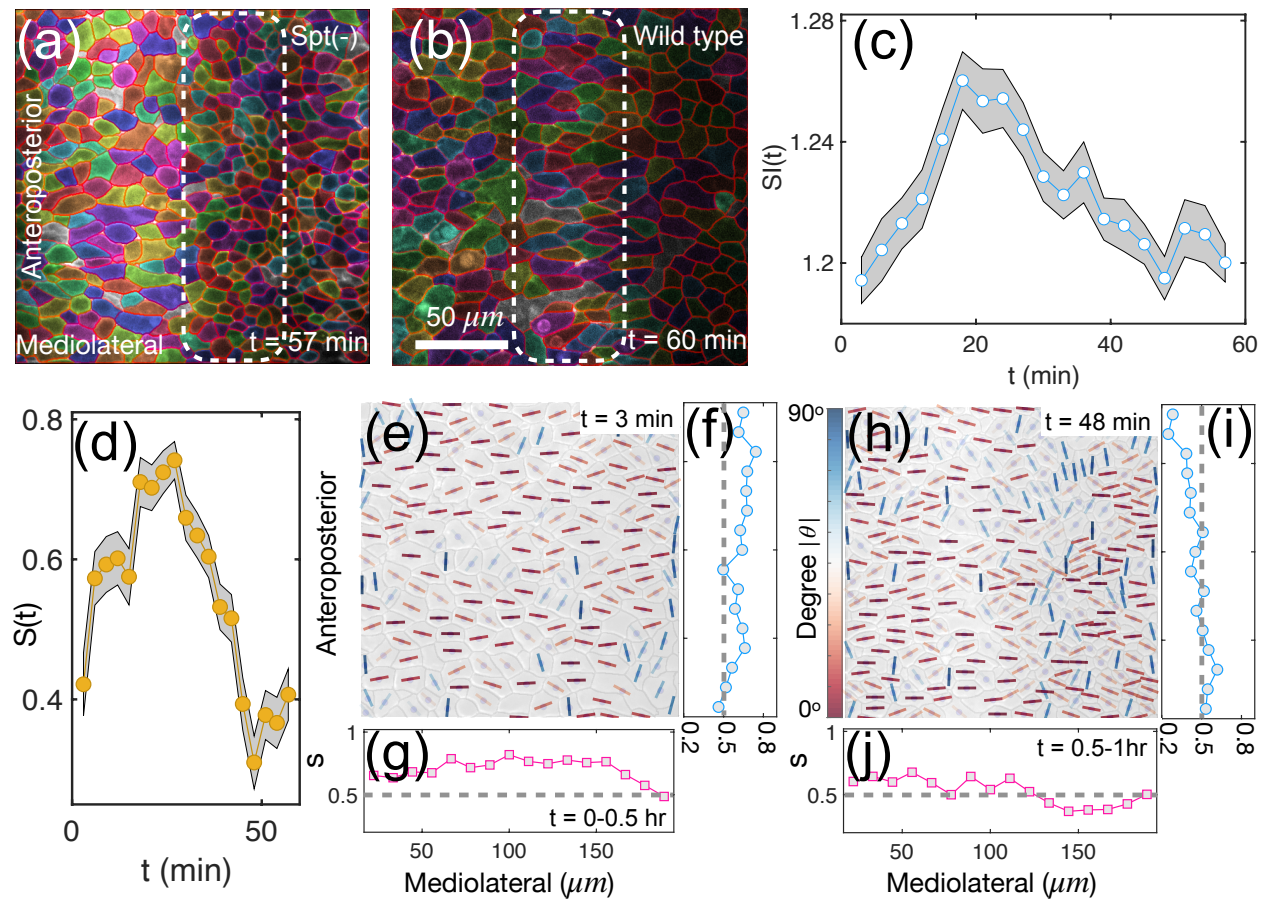 (a)
Spt(-)
Anteroposterior
Mediolateral
t = 57 min
(b)
Wild type
50 μm
t = 60 min
(c)
1.28
1.24
1.2
SI(t)
0
20
40
60
t (min)
(d)
0.8
0.6
0.4
S(t)
0
50
t (min)
(e)
t = 3 min
Anteroposterior
(f)
0.2
0.5
0.8
(g)
1
0.5
s
t = 0-0.5 hr
50
100
150
Mediolateral (μm)
90o
Degree |θ|
0o
(h)
t = 48 min
(i)
0.2
0.5
0.8
(j)
1
0.5
s
t = 0.5-1hr
50
100
150
Mediolateral (μm)